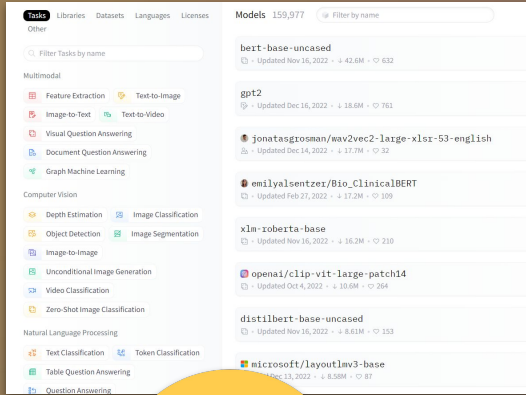 Tasks Libraries Datasets Languages Licenses
Other
Filter Tasks by name
Multimodal
Feature Extraction Text-to-Image
Image-to-Text Text-to-Video
Visual Question Answering
Document Question Answering
Graph Machine Learning
Computer Vision
Depth Estimation Image Classification
Object Detection Image Segmentation
Image-to-Image
Unconditional Image Generation
Video Classification
Zero-Shot Image Classification
Natural Language Processing
Text Classification Token Classification
Table Question Answering
Question Answering
Models 159,977 Filter by name
bert-base-uncased
• Updated Nov 16, 2022 • ↓ 42.6M • ♡ 632
gpt2
• Updated Dec 16, 2022 • ↓ 18.6M • ♡ 761
jonatasgrosman/wav2vec2-large-xlsr-53-english
• Updated Dec 14, 2022 • ↓ 17.7M • ♡ 32
emilyalsentzer/Bio_ClinicalBERT
• Updated Feb 27, 2022 • ↓ 17.2M • ♡ 109
xlm-roberta-base
• Updated Nov 16, 2022 • ↓ 16.2M • ♡ 210
openai/clip-vit-large-patch14
• Updated Oct 4, 2022 • ↓ 10.6M • ♡ 264
distilbert-base-uncased
• Updated Nov 16, 2022 • ↓ 8.61M • ♡ 153
microsoft/layoutlmv3-base
Dec 13, 2022 • ↓ 8.58M • ♡ 87